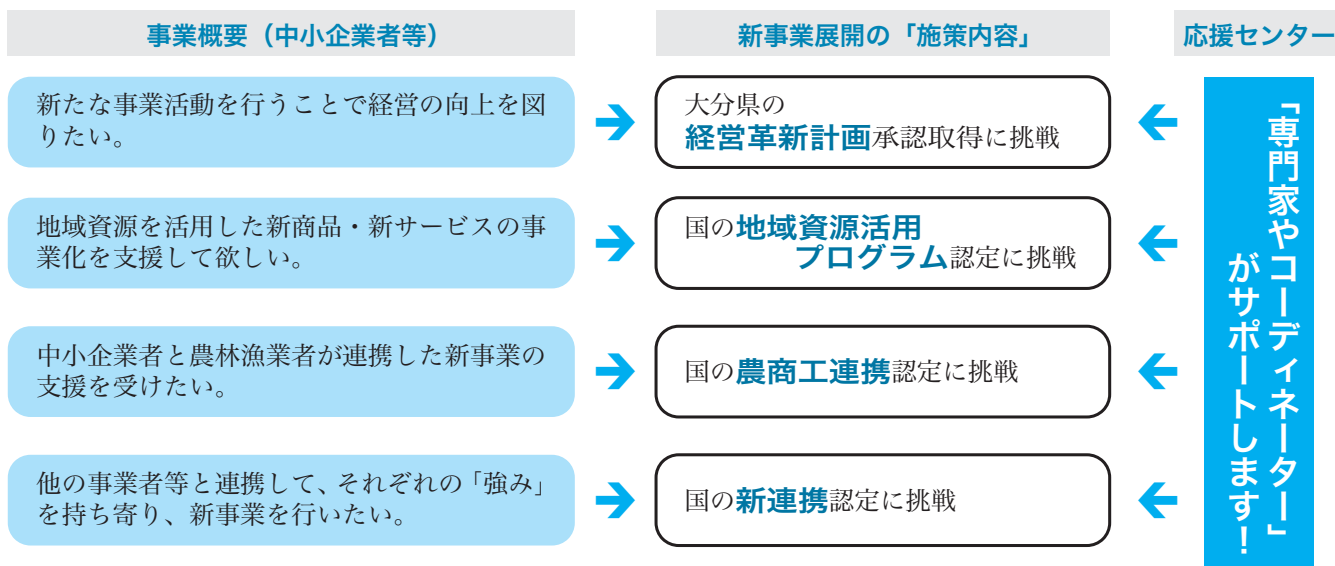 事業概要（中小企業者等）
新事業展開の「施策内容」
応援センター
新たな事業活動を行うことで経営の向上を図
りたい。
大分県の
経営革新計画承認取得に挑戦
地域資源を活用した新商品・新サービスの事
業化を支援して欲しい。
国の地域資源活用
プログラム認定に挑戦
中小企業者と農林漁業者が連携した新事業の
支援を受けたい。
国の農商工連携認定に挑戦
他の事業者等と連携して、それぞれの「強み」
を持ち寄り、新事業を行いたい。
国の新連携認定に挑戦
「専門家やコーディネーター」
がサポートします！